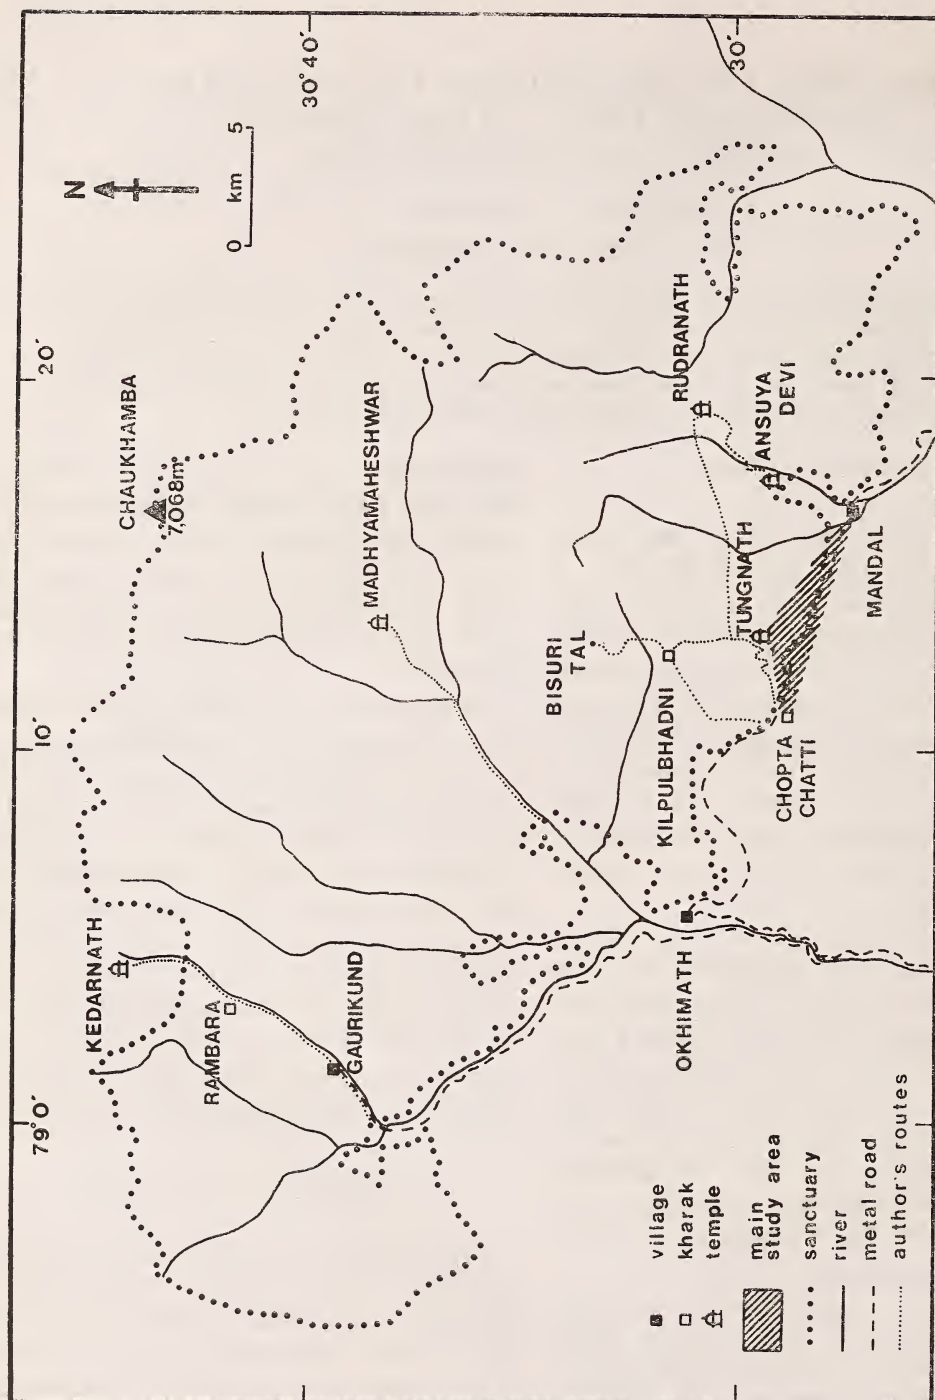 79°0′
10′
20′
KEDARNATH
CHAUKHAMBA
7,068m
N
RAMBARA
0 km 5
30°40′
GAURIKUND
MADHYAMAHESHWAR
BISURI
TAL
OKHIMATH
KILPULBHADNI
RUDRANATH
TUNGNATH
ANSUYA
DEVI
CHOPTA
CHATTI
MANDAL
30′
village
kharak
temple
main
study area
sanctuary
river
metal road
author's routes